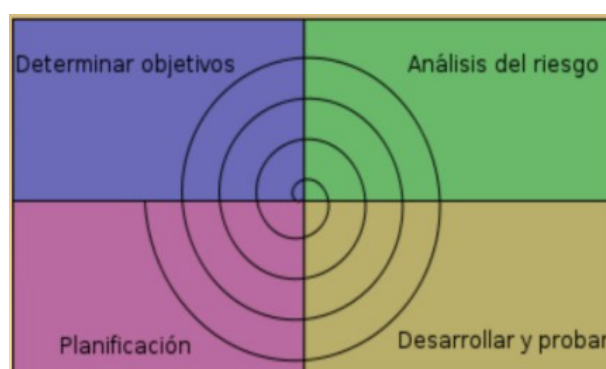 Determinar objetivos
Análisis del riesgo
Planificación
Desarrollar y probar